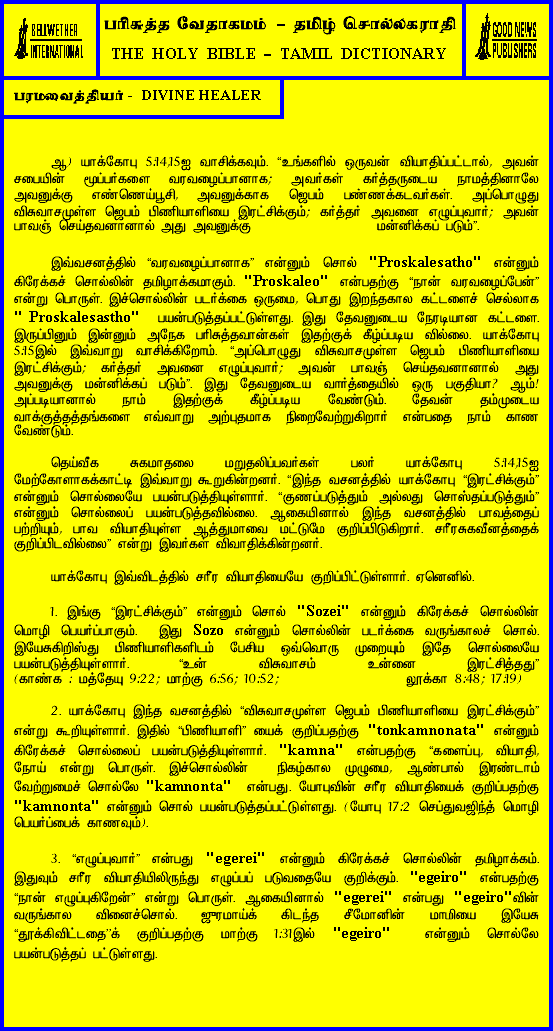 BELLWETHER
INTERNATIONAL
பரிசுத்த வேதாகமம் – தமிழ் சொல்லகராதி
THE HOLY BIBLE – TAMIL DICTIONARY
GOOD NEWS
PUBLISHERS
பரமவைத்தியர் - DIVINE HEALER
ஆ) யாக்கோபு 5:14,15ஐ வாசிக்கவும். “உங்களில் ஒருவன் வியாதிப்பட்டால், அவன்
சபையின் மூப்பர்களை வரவழைப்பானாக; அவர்கள் கர்த்தருடைய நாமத்தினாலே
அவனுக்கு எண்ணெய்பூசி, அவனுக்காக ஜெபம் பண்ணக்கடவர்கள். அப்பொழுது
விசுவாசமுள்ள ஜெபம் பிணியாளியை இரட்சிக்கும்; கர்த்தர் அவனை எழுப்புவார்; அவன்
பாவஞ் செய்தவனானால் அது அவனுக்கு மன்னிக்கப் படும்”.
இவ்வசனத்தில் “வரவழைப்பானாக” என்னும் சொல் "Proskalesatho" என்னும்
கிரேக்கச் சொல்லின் தமிழாக்கமாகும். "Proskaleo" என்பதற்கு “நான் வரவழைப்பேன்”
என்று பொருள். இச்சொல்லின் படர்க்கை ஒருமை, பொது இறந்தகால கட்டளைச் செல்லாக
" Proskalesastho" பயன்படுத்தப்பட்டுள்ளது. இது தேவனுடைய நேரடியான கட்டளை.
இருப்பினும் இன்னும் அநேக பரிசுத்தவான்கள் இதற்குக் கீழ்ப்படிய வில்லை. யாக்கோபு
5:15இல் இவ்வாறு வாசிக்கிறோம். “அப்பொழுது விசுவாசமுள்ள ஜெபம் பிணியாளியை
இரட்சிக்கும்; கர்த்தர் அவனை எழுப்புவார்; அவன் பாவஞ் செய்தவனானால் அது
அவனுக்கு மன்னிக்கப் படும்”. இது தேவனுடைய வார்த்தையில் ஒரு பகுதியா? ஆம்!
அப்படியானால் நாம் இதற்குக் கீழ்ப்படிய வேண்டும். தேவன் தம்முடைய
வாக்குத்தத்தங்களை எவ்வாறு அற்புதமாக நிறைவேற்றுகிறார் என்பதை நாம் காண
வேண்டும்.
தெய்வீக சுகமாதலை மறுதலிப்பவர்கள் பலர் யாக்கோபு 5:14,15ஐ
மேற்கோளாகக்காட்டி இவ்வாறு கூறுகின்றனர். “இந்த வசனத்தில் யாக்கோபு “இரட்சிக்கும்”
என்னும் சொல்லையே பயன்படுத்தியுள்ளார். “குணப்படுத்தும் அல்லது சொஸ்தப்படுத்தும்”
என்னும் சொல்லைப் பயன்படுத்தவில்லை. ஆகையினால் இந்த வசனத்தில் பாவத்தைப்
பற்றியும், பாவ வியாதியுள்ள ஆத்துமாவை மட்டுமே குறிப்பிடுகிறார். சரீரசுகவீனத்தைக்
குறிப்பிடவில்லை” என்று இவர்கள் விவாதிக்கின்றனர்.
யாக்கோபு இவ்விடத்தில் சரீர வியாதியையே குறிப்பிட்டுள்ளார். ஏனெனில்.
1. இங்கு “இரட்சிக்கும்” என்னும் சொல் "Sozei" என்னும் கிரேக்கச் சொல்லின்
மொழி பெயர்ப்பாகும். இது Sozo என்னும் சொல்லின் படர்க்கை வருங்காலச் சொல்.
இயேசுகிறிஸ்து பிணியாளிகளிடம் பேசிய ஒவ்வொரு முறையும் இதே சொல்லையே
பயன்படுத்தியுள்ளார். “உன் விசுவாசம் உன்னை இரட்சித்தது”
(காண்க : மத்தேயு 9:22; மாற்கு 6:56; 10:52; லூக்கா 8:48; 17:19)
2. யாக்கோபு இந்த வசனத்தில் “விசுவாசமுள்ள ஜெபம் பிணியாளியை இரட்சிக்கும்”
என்று கூறியுள்ளார். இதில் “பிணியாளி” யைக் குறிப்பதற்கு "tonkamnonata" என்னும்
கிரேக்கச் சொல்லைப் பயன்படுத்தியுள்ளார். "kamna" என்பதற்கு “களைப்பு, வியாதி,
நோய் என்று பொருள். இச்சொல்லின் நிகழ்கால முழுமை, ஆண்பால் இரண்டாம்
வேற்றுமைச் சொல்லே "kamnonta" என்பது. யோபுவின் சரீர வியாதியைக் குறிப்பதற்கு
"kamnonta" என்னும் சொல் பயன்படுத்தப்பட்டுள்ளது. (யோபு 17:2 செப்துவஜிந்த் மொழி
பெயர்ப்பைக் காணவும்).
3. “எழுப்புவார்” என்பது "egerei" என்னும் கிரேக்கச் சொல்லின் தமிழாக்கம்.
இதுவும் சரீர வியாதியிலிருந்து எழுப்பப் படுவதையே குறிக்கும். "egeiro" என்பதற்கு
“நான் எழுப்புகிறேன்” என்று பொருள். ஆகையினால் "egerei" என்பது "egeiro"வின்
வருங்கால வினைச்சொல். ஜுரமாய்க் கிடந்த சீமோனின் மாமியை இயேசு
“தூக்கிவிட்டதை”க் குறிப்பதற்கு மாற்கு 1:31இல் "egeiro" என்னும் சொல்லே
பயன்படுத்தப் பட்டுள்ளது.